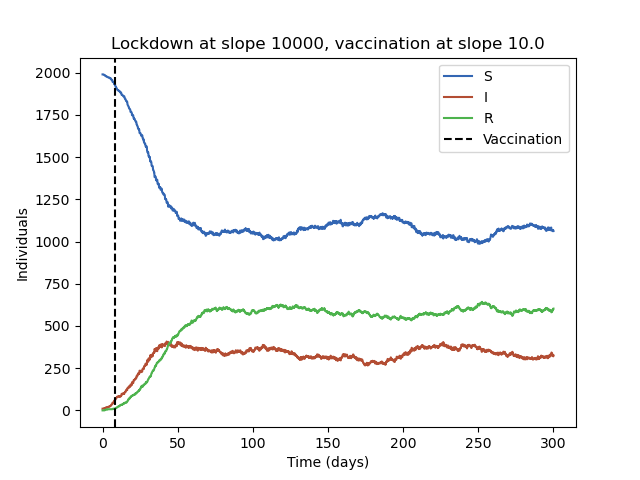 Lockdown at slope 10000, vaccination at slope 10.0
S
I
R
Vaccination
Individuals
2000
1750
1500
1250
1000
750
500
250
0
0 50 100 150 200 250 300
Time (days)